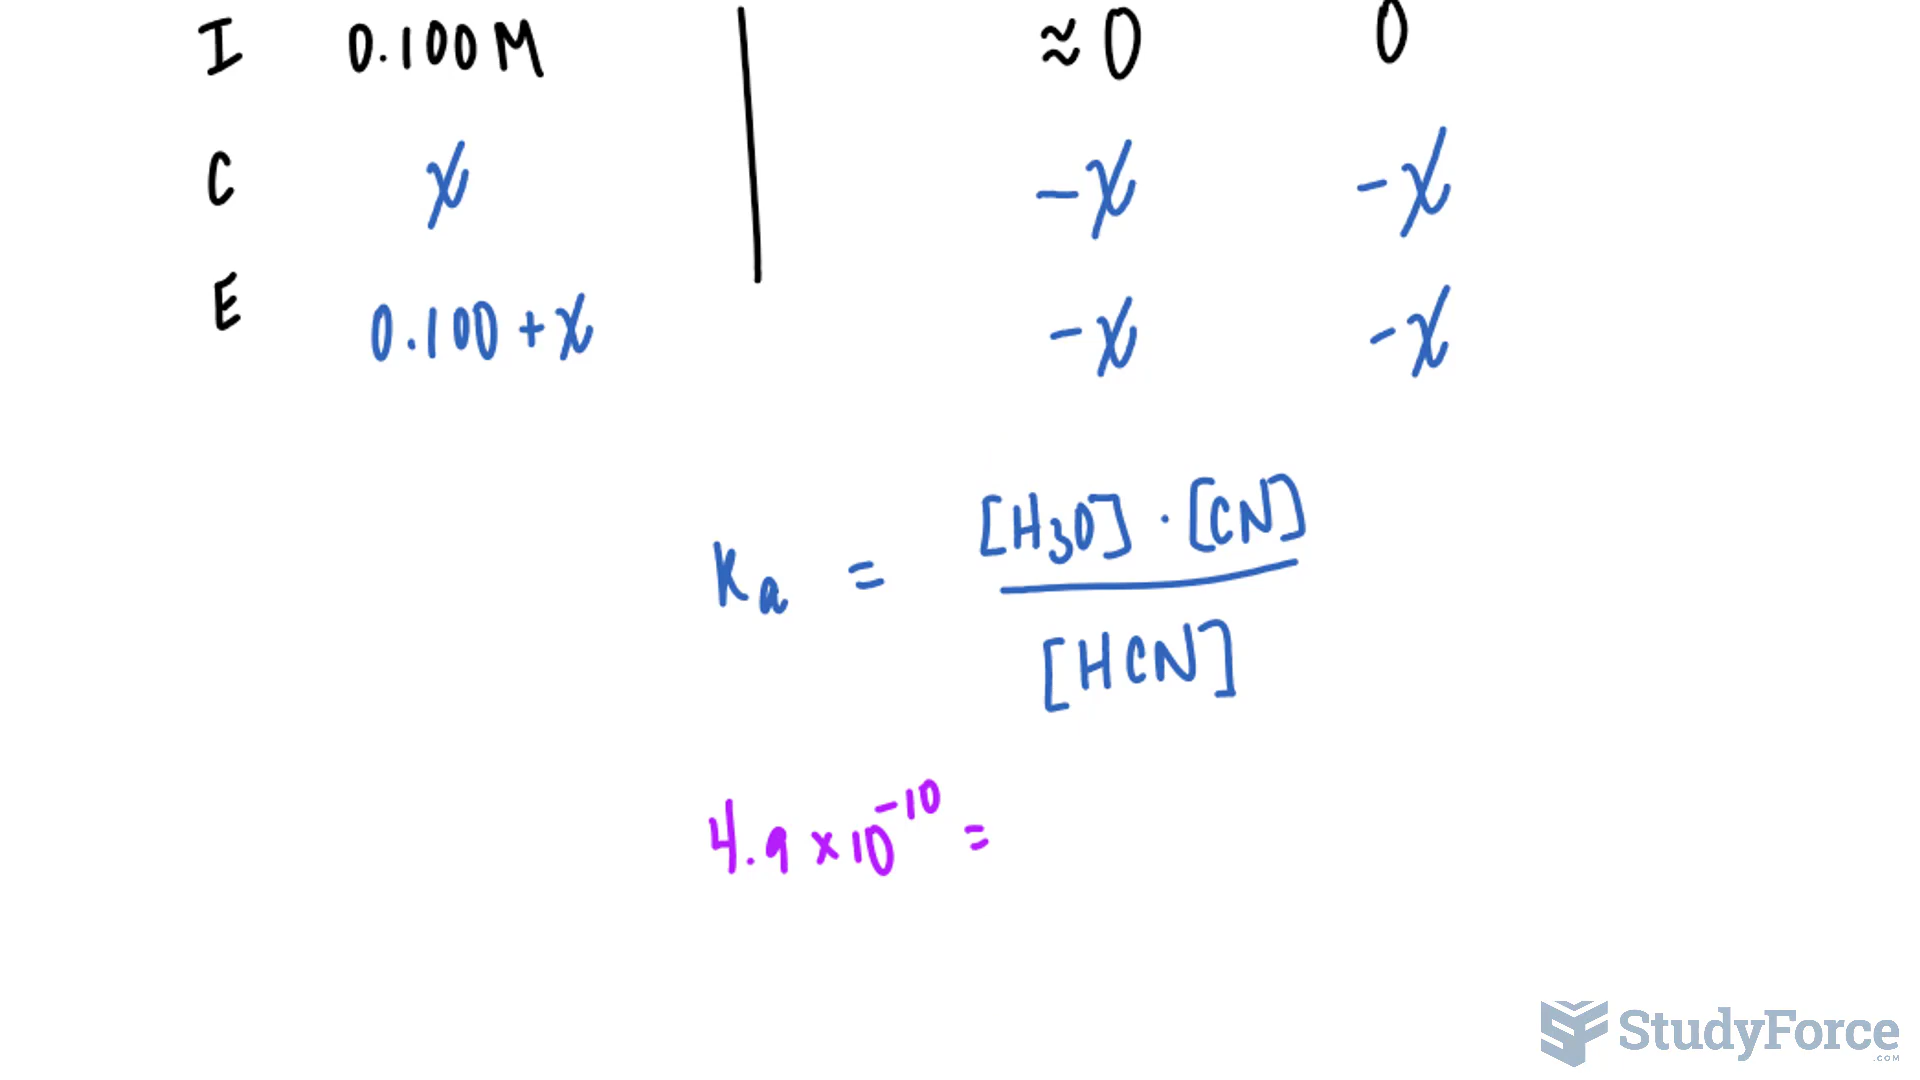 I 0.100 M ≈ 0 0
C x -x -x
E 0.100 + x -x -x
Ka = [H3O] · [CN] / [HCN]
4.9 × 10^-10 =
StudyForce
.COM